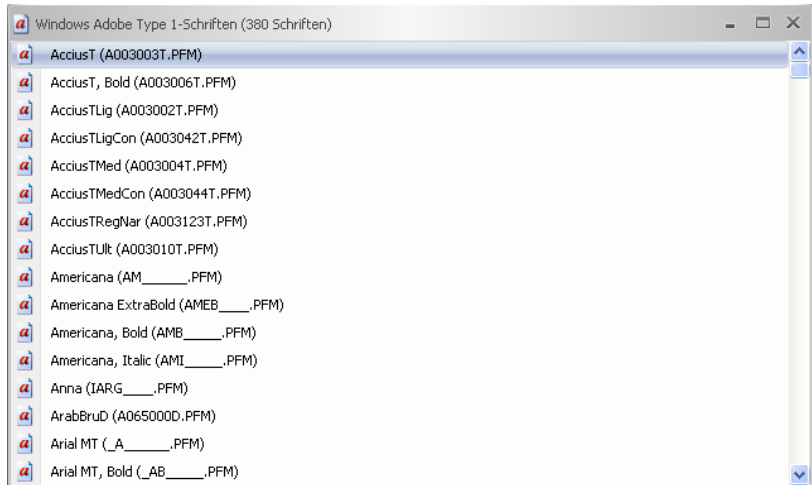 Windows Adobe Type 1-Schriften (380 Schriften)
AcciusT (A003003T.PFM)
AcciusT, Bold (A003006T.PFM)
AcciusTLig (A003002T.PFM)
AcciusTLigCon (A003042T.PFM)
AcciusTMed (A003004T.PFM)
AcciusTMedCon (A003044T.PFM)
AcciusTRegNar (A003123T.PFM)
AcciusTUlt (A003010T.PFM)
Americana (AM______.PFM)
Americana ExtraBold (AMEB____.PFM)
Americana, Bold (AMB_____.PFM)
Americana, Italic (AMI_____.PFM)
Anna (IARG____.PFM)
ArabBruD (A065000D.PFM)
Arial MT (_A______.PFM)
Arial MT, Bold (_AB_____.PFM)